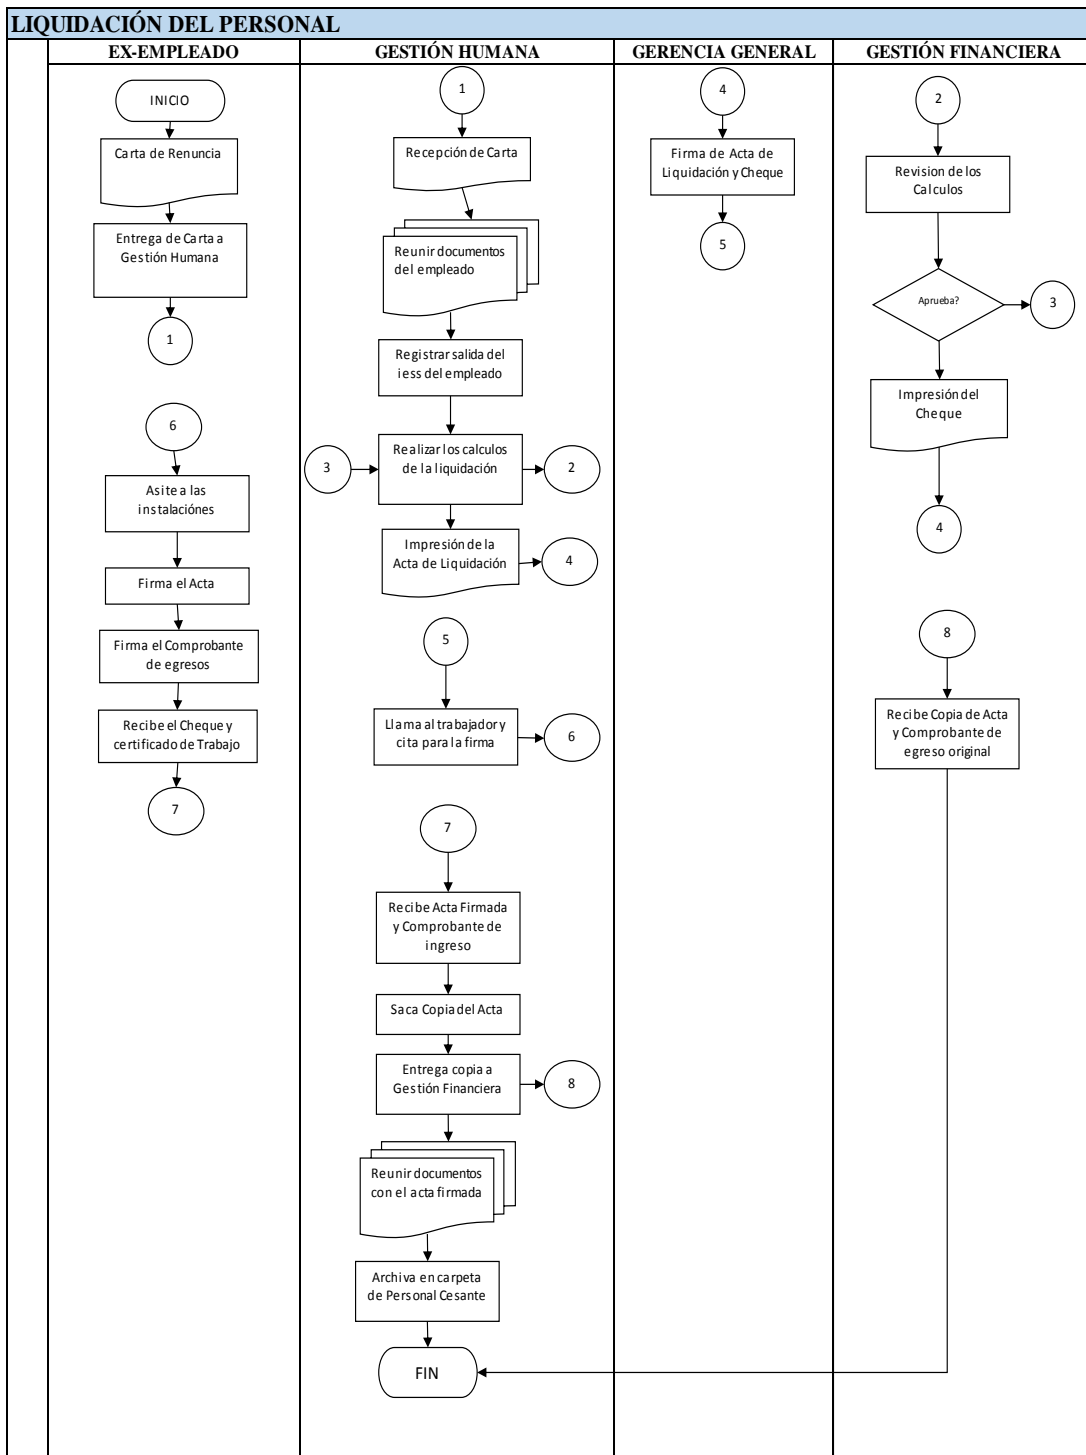 LIQUIDACIÓN DEL PERSONAL
EX-EMPLEADO
GESTIÓN HUMANA
GERENCIA GENERAL
GESTIÓN FINANCIERA
INICIO
Carta de Renuncia
Entrega de Carta a
Gestión Humana
1
6
Asite a las
instalaciónes
Firma el Acta
Firma el Comprobante
de egresos
Recibe el Cheque y
certificado de Trabajo
7
1
Recepción de Carta
Reunir documentos
del empleado
Registrar salida del
iess del empleado
3
Realizar los calculos
de la liquidación
2
Impresión de la
Acta de Liquidación
4
5
Llama al trabajador y
cita para la firma
6
7
Recibe Acta Firmada
y Comprobante de
ingreso
Saca Copia del Acta
Entrega copia a
Gestión Financiera
8
Reunir documentos
con el acta firmada
Archiva en carpeta
de Personal Cesante
FIN
4
Firma de Acta de
Liquidación y Cheque
5
2
Revision de los
Calculos
Aprueba?
3
Impresión del
Cheque
4
8
Recibe Copia de Acta
y Comprobante de
egreso original